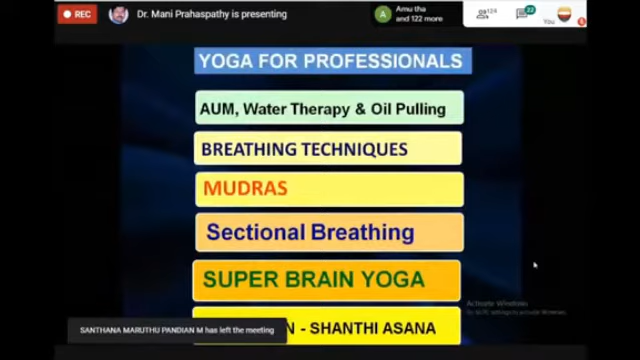 REC
Dr. Mani Prahaspathy is presenting
Amu tha
and 122 more
A
124
22
You
YOGA FOR PROFESSIONALS
AUM, Water Therapy & Oil Pulling
BREATHING TECHNIQUES
MUDRAS
Sectional Breathing
SUPER BRAIN YOGA
N - SHANTHI ASANA
Activate Windows
SANTHANA MARUTHU PANDIAN M has left the meeting